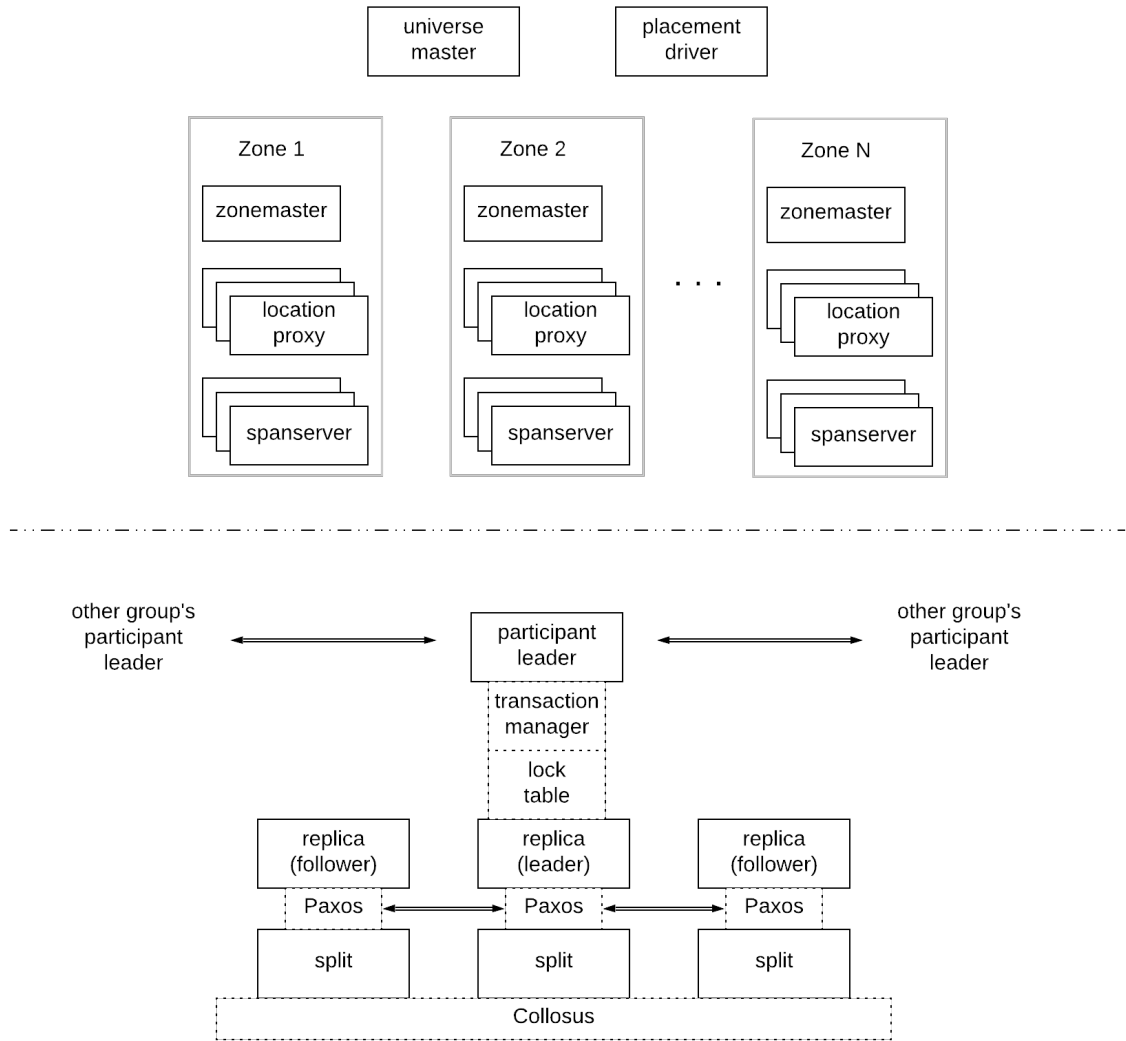 universe
master
placement
driver
Zone 1
zonemaster
location
proxy
spanserver
Zone 2
zonemaster
location
proxy
spanserver
. . .
Zone N
zonemaster
location
proxy
spanserver
other group's
participant
leader
participant
leader
other group's
participant
leader
transaction
manager
lock
table
replica
(follower)
replica
(leader)
replica
(follower)
Paxos
Paxos
Paxos
split
split
split
Collosus